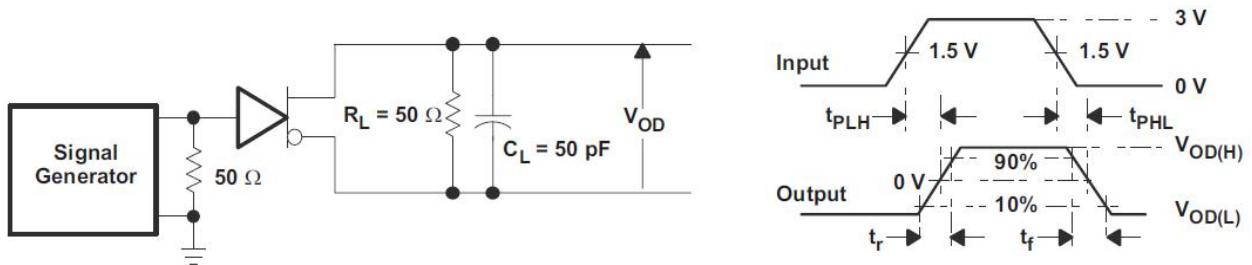 Signal
Generator
50 Ω
R_L = 50 Ω
C_L = 50 pF
V_OD
Input
1.5 V
1.5 V
3 V
0 V
t_PLH
t_PHL
Output
0 V
90%
10%
V_OD(H)
V_OD(L)
t_r
t_f